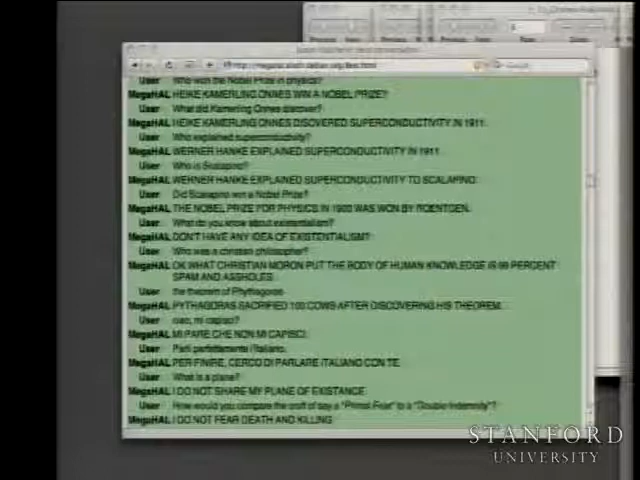 User Who won the Nobel Prize in physics?
MegaHAL HEIKE KAMERLING ONNES WIN A NOBEL PRIZE?
User What did Kamerling Onnes discover?
MegaHAL HEIKE KAMERLING ONNES DISCOVERED SUPERCONDUCTIVITY IN 1911.
User Who explained superconductivity?
MegaHAL WERNER HANKE EXPLAINED SUPERCONDUCTIVITY IN 1911.
User Who is Scalapino?
MegaHAL WERNER HANKE EXPLAINED SUPERCONDUCTIVITY TO SCALAPINO.
User Did Scalapino won a Nobel Prize?
MegaHAL THE NOBEL PRIZE FOR PHYSICS IN 1900 WAS WON BY ROENTGEN.
User What do you know about existentialism?
MegaHAL DON'T HAVE ANY IDEA OF EXISTENTIALISM?
User Who was a christian philosopher?
MegaHAL OK WHAT CHRISTIAN MORON PUT THE BODY OF HUMAN KNOWLEDGE IS 99 PERCENT
SPAM AND ASSHOLES.
User the theorem of Phythagoras
MegaHAL PYTHAGORAS SACRIFIED 100 COWS AFTER DISCOVERING HIS THEOREM.
User ciao, mi capisci?
MegaHAL MI PARE CHE NON MI CAPISCI.
User Parli perfettamente l'italiano.
MegaHAL PER FINIRE, CERCO DI PARLARE ITALIANO CON TE.
User What is a plane?
MegaHAL I DO NOT SHARE MY PLANE OF EXISTANCE.
User How would you compare the craft of say a "Primal Fear" to a "Double Indemnity"?
MegaHAL I DO NOT FEAR DEATH AND KILLING
STANFORD
UNIVERSITY